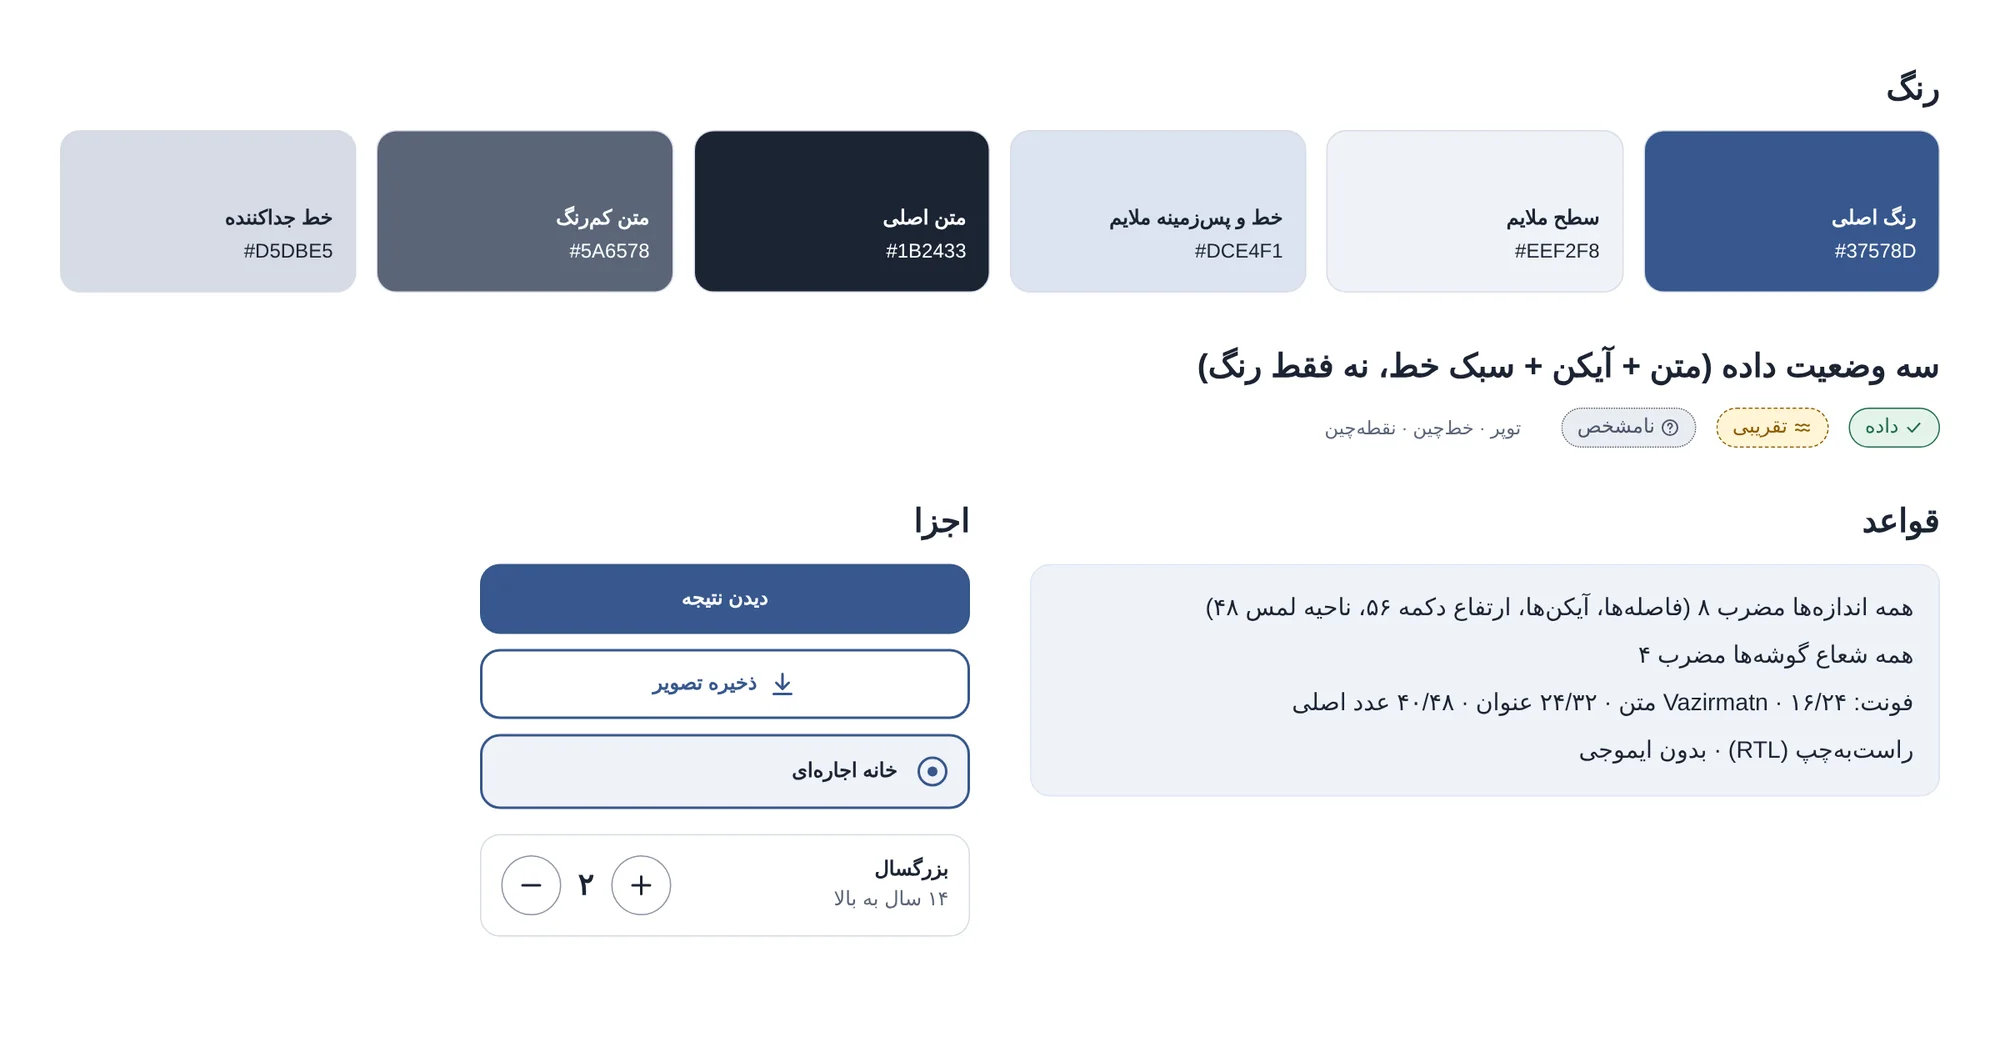 رنگ
رنگ اصلی
#37578D
سطح ملایم
#EEF2F8
خط و پس‌زمینه ملایم
#DCE4F1
متن اصلی
#1B2433
متن کم‌رنگ
#5A6578
خط جداکننده
#D5DBE5
سه وضعیت داده (متن + آیکن + سبک خط، نه فقط رنگ)
داده
تقریبی
نامشخص
توپر · خط‌چین · نقطه‌چین
قواعد
همه اندازه‌ها مضرب ۸ (فاصله‌ها، آیکن‌ها، ارتفاع دکمه ۵۶، ناحیه لمس ۴۸)
همه شعاع گوشه‌ها مضرب ۴
فونت: Vazirmatn · ۱۶/۲۴ متن · ۲۴/۳۲ عنوان · ۴۰/۴۸ عدد اصلی
راست‌به‌چپ (RTL) · بدون ایموجی
اجزا
دیدن نتیجه
ذخیره تصویر
خانه اجاره‌ای
بزرگسال
۱۴ سال به بالا
+ ۲ −